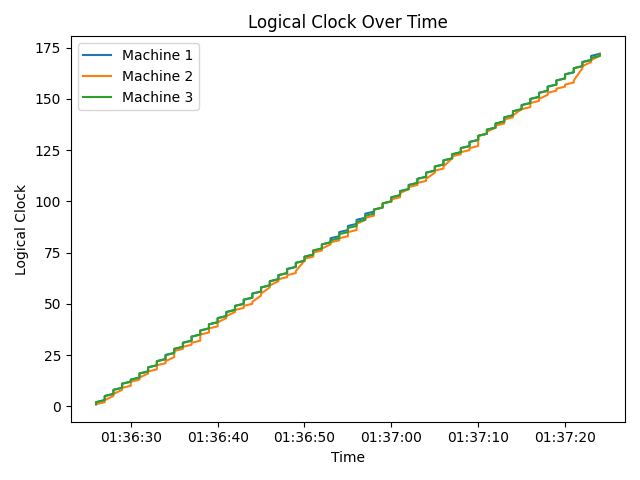 Logical Clock Over Time
Machine 1
Machine 2
Machine 3
Logical Clock
175
150
125
100
75
50
25
0
01:36:30 01:36:40 01:36:50 01:37:00 01:37:10 01:37:20
Time